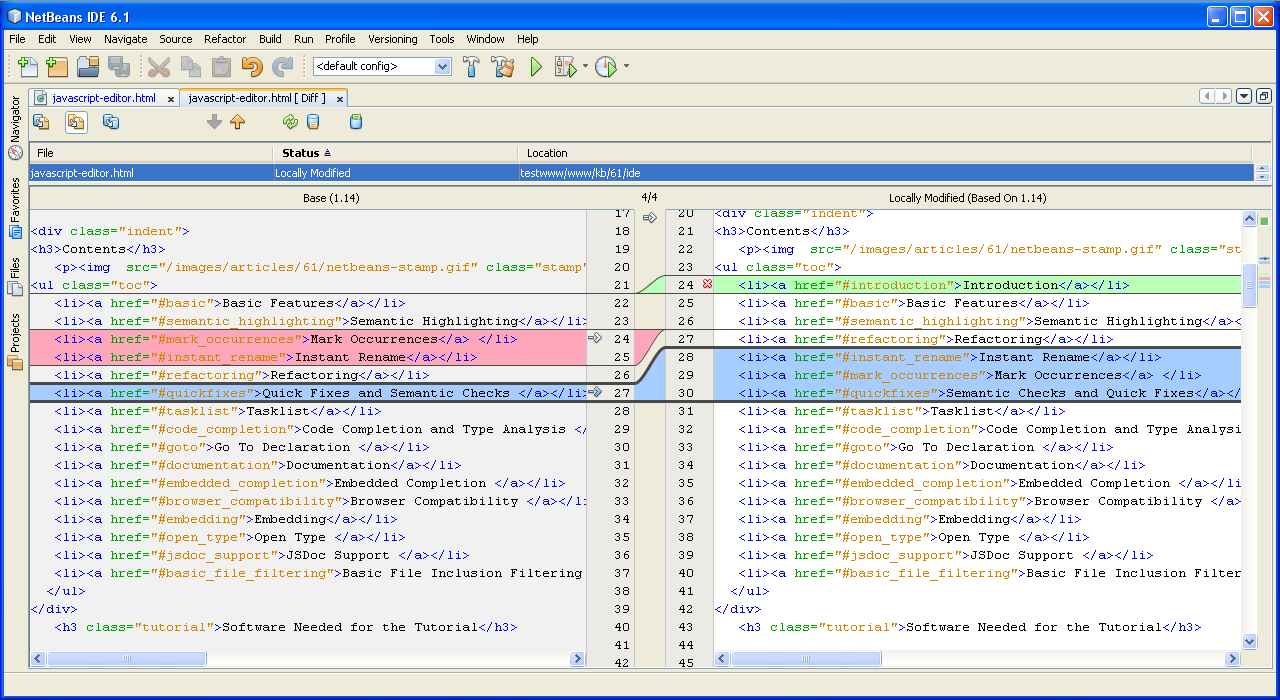 NetBeans IDE 6.1
File Edit View Navigate Source Refactor Build Run Profile Versioning Tools Window Help
<default config>
javascript-editor.html x javascript-editor.html [ Diff ] x
Navigator
Favorites
Files
Projects
File Status Location
javascript-editor.html Locally Modified testwww/www/kb/61/ide
Base (1.14) 4/4 Locally Modified (Based On 1.14)
17
<div class="indent"> 18
<h3>Contents</h3> 19
<p><img src="/images/articles/61/netbeans-stamp.gif" class="stamp" 20
<ul class="toc"> 21
<li><a href="#basic">Basic Features</a></li> 22
<li><a href="#semantic_highlighting">Semantic Highlighting</a></li> 23
<li><a href="#mark_occurrences">Mark Occurrences</a> </li> 24
<li><a href="#instant_rename">Instant Rename</a></li> 25
<li><a href="#refactoring">Refactoring</a></li> 26
<li><a href="#quickfixes">Quick Fixes and Semantic Checks </a></li> 27
<li><a href="#tasklist">Tasklist</a></li> 28
<li><a href="#code_completion">Code Completion and Type Analysis </ 29
<li><a href="#goto">Go To Declaration </a></li> 30
<li><a href="#documentation">Documentation</a></li> 31
<li><a href="#embedded_completion">Embedded Completion </a></li> 32
<li><a href="#browser_compatibility">Browser Compatibility </a></li> 33
<li><a href="#embedding">Embedding</a></li> 34
<li><a href="#open_type">Open Type </a></li> 35
<li><a href="#jsdoc_support">JSDoc Support </a></li> 36
<li><a href="#basic_file_filtering">Basic File Inclusion Filtering 37
</ul> 38
</div> 39
<h3 class="tutorial">Software Needed for the Tutorial</h3> 40
41
42
20 <div class="indent">
21 <h3>Contents</h3>
22 <p><img src="/images/articles/61/netbeans-stamp.gif" class="st
23 <ul class="toc">
24 <li><a href="#introduction">Introduction</a></li>
25 <li><a href="#basic">Basic Features</a></li>
26 <li><a href="#semantic_highlighting">Semantic Highlighting</a></li>
27 <li><a href="#refactoring">Refactoring</a></li>
28 <li><a href="#instant_rename">Instant Rename</a></li>
29 <li><a href="#mark_occurrences">Mark Occurrences</a> </li>
30 <li><a href="#quickfixes">Semantic Checks and Quick Fixes</a></
31 <li><a href="#tasklist">Tasklist</a></li>
32 <li><a href="#code_completion">Code Completion and Type Analysi
33 <li><a href="#goto">Go To Declaration </a></li>
34 <li><a href="#documentation">Documentation</a></li>
35 <li><a href="#embedded_completion">Embedded Completion </a></li>
36 <li><a href="#browser_compatibility">Browser Compatibility </a></li>
37 <li><a href="#embedding">Embedding</a></li>
38 <li><a href="#open_type">Open Type </a></li>
39 <li><a href="#jsdoc_support">JSDoc Support </a></li>
40 <li><a href="#basic_file_filtering">Basic File Inclusion Filter
41 </ul>
42 </div>
43 <h3 class="tutorial">Software Needed for the Tutorial</h3>
44
45